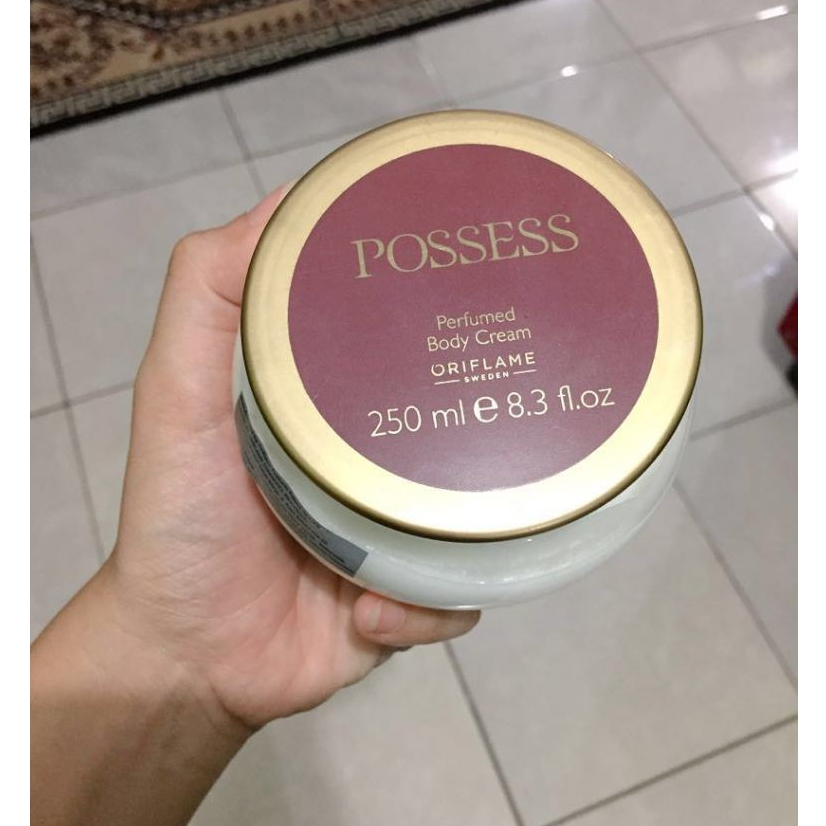 POSSESS
Perfumed
Body Cream
ORIFLAME
SWEDEN
250 ml ℮ 8.3 fl.oz